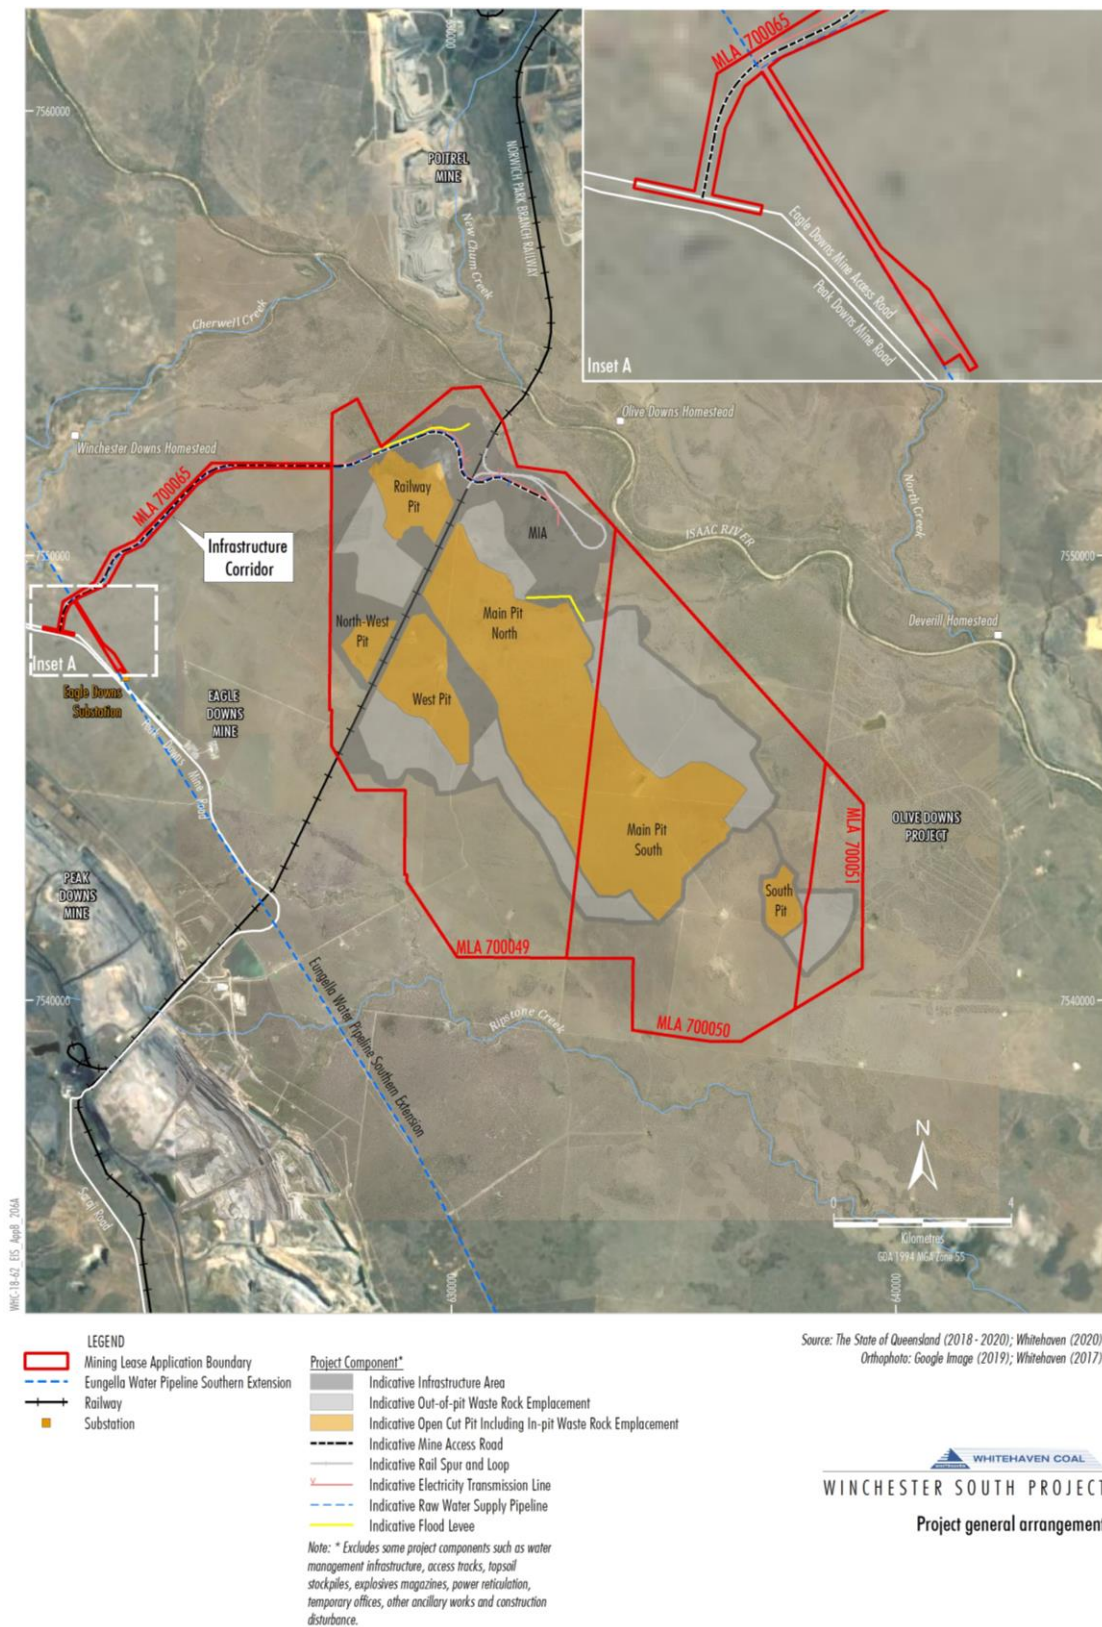 630000
7560000
POITREL
MINE
NORWICH PARK BRANCH RAILWAY
New Chum Creek
Cherwell Creek
MLA 700065
Eagle Downs Mine Access Road
Peak Downs Mine Road
Inset A
Winchester Downs Homestead
Olive Downs Homestead
MLA 700065
Infrastructure
Corridor
Railway
Pit
MIA
ISAAC RIVER
North Creek
7550000
7550000
Inset A
Eagle Downs
Substation
EAGLE
DOWNS
MINE
Peak Downs Mine Road
North-West
Pit
Main Pit
North
West Pit
Deverill Homestead
Main Pit
South
South
Pit
MLA 700051
OLIVE DOWNS
PROJECT
PEAK
DOWNS
MINE
MLA 700049
MLA 700050
Eungella Water Pipeline Southern Extension
Ripstone Creek
7540000
7540000
Saraji Road
N
0
4
Kilometres
GDA 1994 MGA Zone 55
630000
640000
WHC-18-62_EIS_AppB_206A
LEGEND
Mining Lease Application Boundary
Eungella Water Pipeline Southern Extension
Railway
Substation
Project Component*
Indicative Infrastructure Area
Indicative Out-of-pit Waste Rock Emplacement
Indicative Open Cut Pit Including In-pit Waste Rock Emplacement
Indicative Mine Access Road
Indicative Rail Spur and Loop
Indicative Electricity Transmission Line
Indicative Raw Water Supply Pipeline
Indicative Flood Levee
Note: * Excludes some project components such as water
management infrastructure, access tracks, topsoil
stockpiles, explosives magazines, power reticulation,
temporary offices, other ancillary works and construction
disturbance.
Source: The State of Queensland (2018 - 2020); Whitehaven (2020)
Orthophoto: Google Image (2019); Whitehaven (2017)
WHITEHAVEN COAL
WINCHESTER SOUTH PROJECT
Project general arrangement